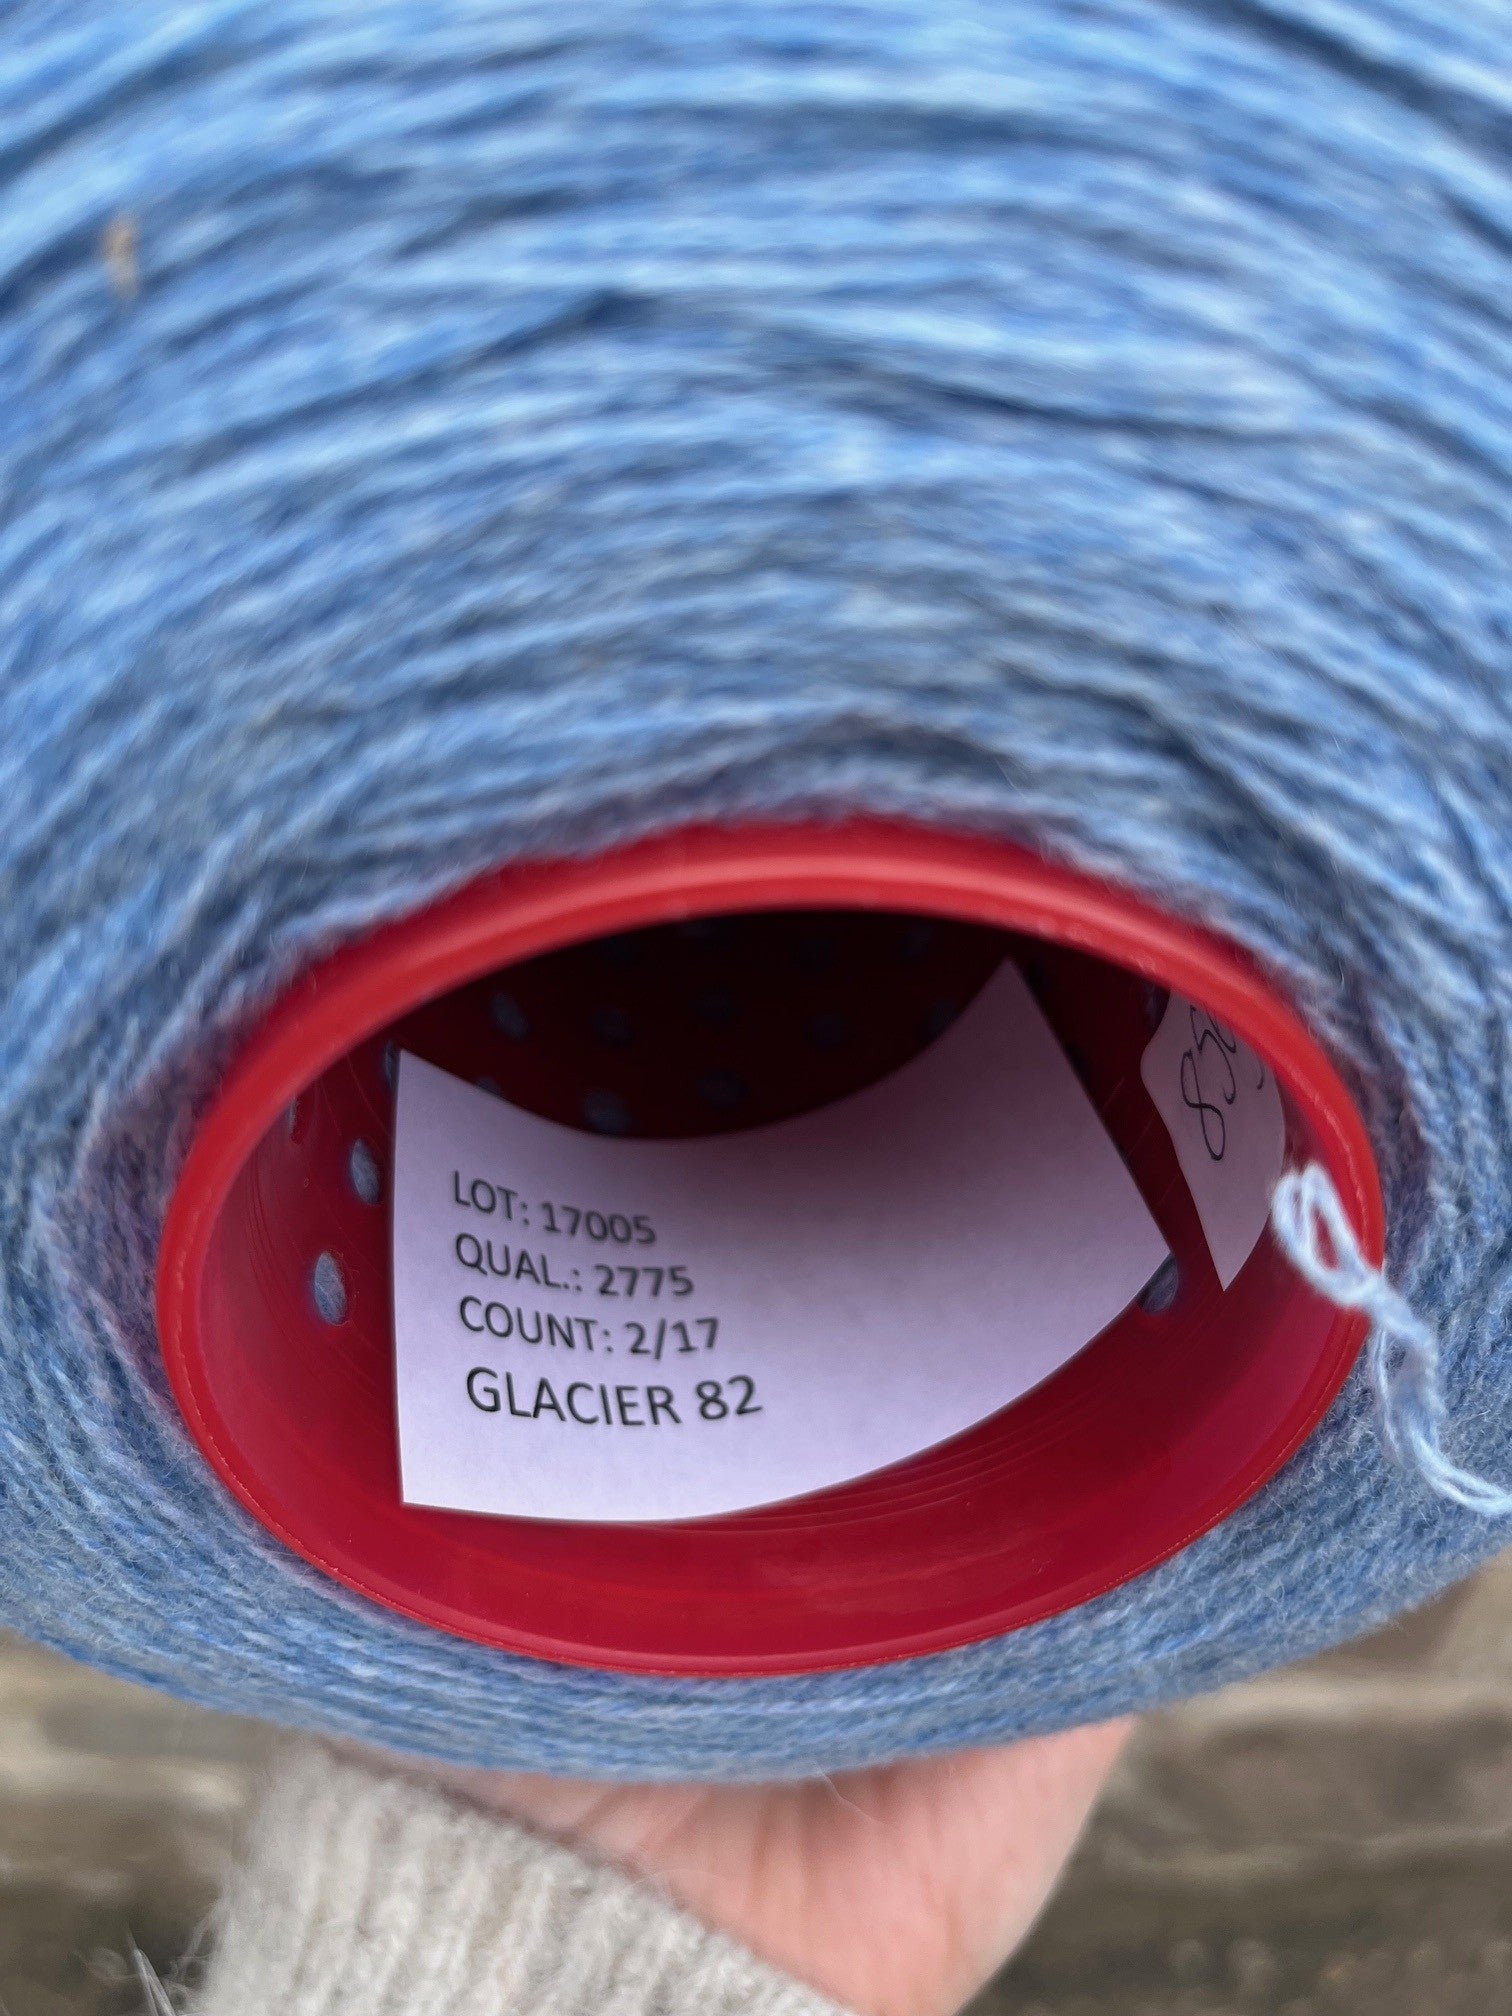 LOT: 17005
QUAL.: 2775
COUNT: 2/17
GLACIER 82